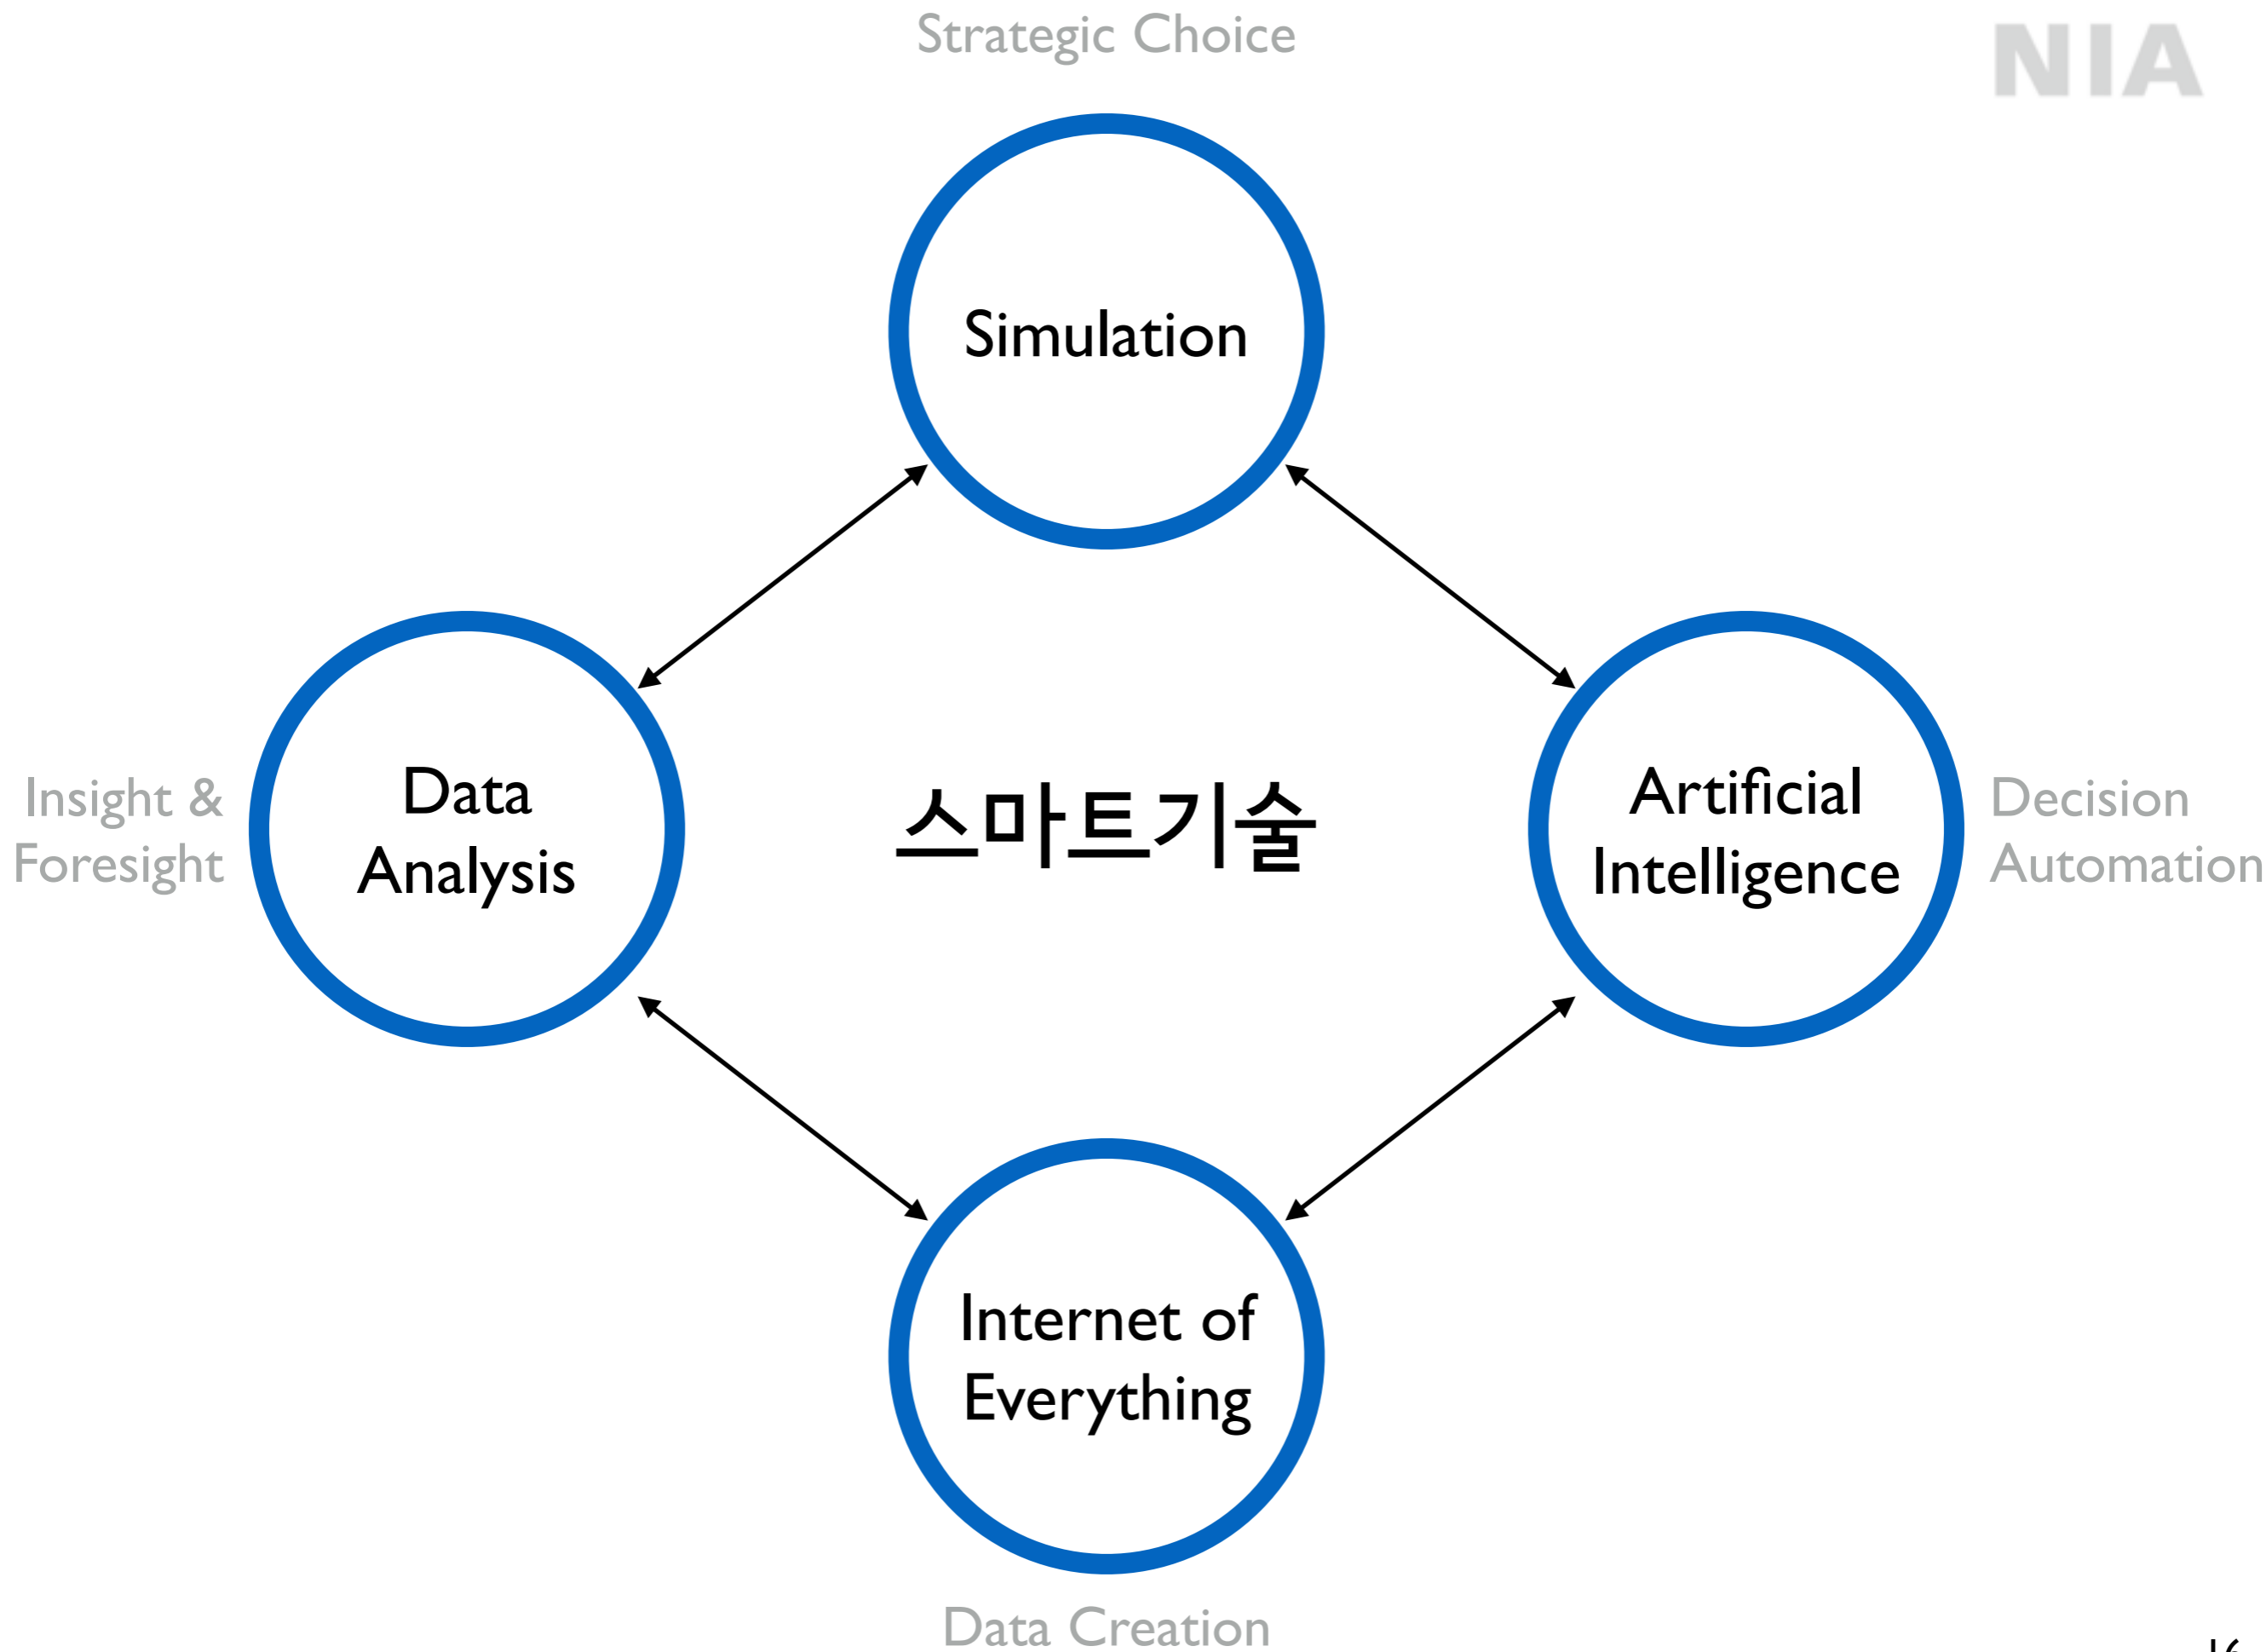 Strategic Choice
NIA
Simulation
Insight &
Foresight
Data
Analysis
스마트기술
Artificial
Intelligence
Decision
Automation
Internet of
Everything
Data Creation